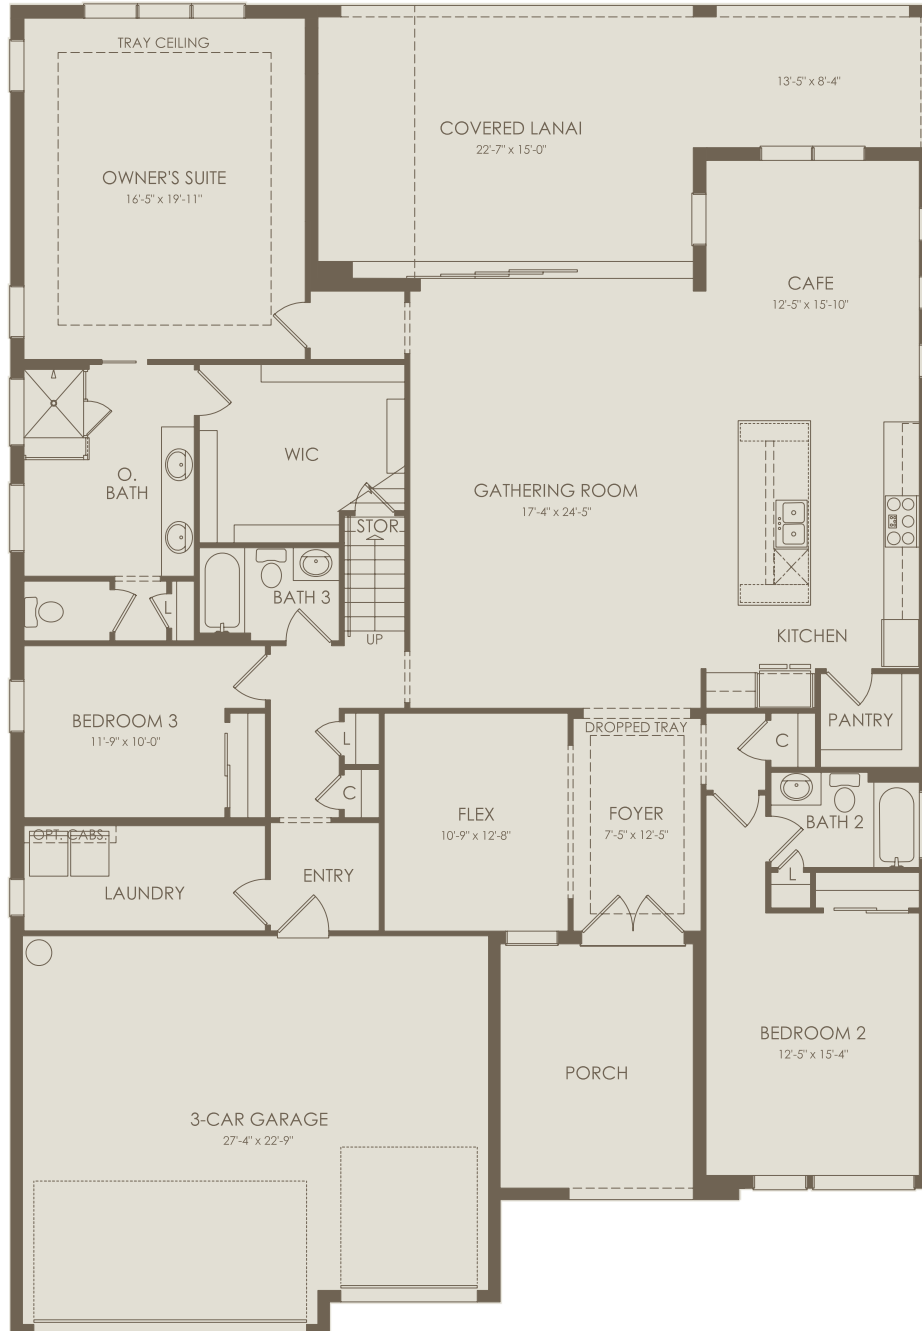 TRAY CEILING
OWNER'S SUITE
16'-5" x 19'-11"
COVERED LANAI
22'-7" x 15'-0"
13'-5" x 8'-4"
CAFE
12'-5" x 15'-10"
WIC
O.
BATH
GATHERING ROOM
17'-4" x 24'-5"
STOR
BATH 3
L
UP
KITCHEN
BEDROOM 3
11'-9" x 10'-0"
L
C
DROPPED TRAY
C
PANTRY
FLEX
10'-9" x 12'-8"
FOYER
7'-5" x 12'-5"
BATH 2
L
OPT. CABS.
LAUNDRY
ENTRY
BEDROOM 2
12'-5" x 15'-4"
PORCH
3-CAR GARAGE
27'-4" x 22'-9"